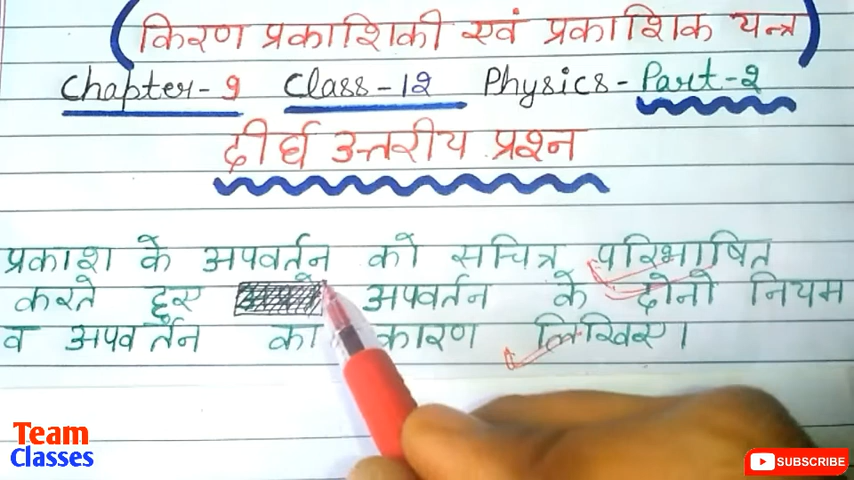 (किरण प्रकाशिकी एवं प्रकाशिक यन्त्र)
Chapter-9 Class-12 Physics-Part-2
दीर्घ उत्तरीय प्रश्न
प्रकाश के अपवर्तन को सचित्र परिभाषित
करते हुए अपवर्तन के दोनो नियम
व अपवर्तन का कारण लिखिए।
Team
Classes
SUBSCRIBE